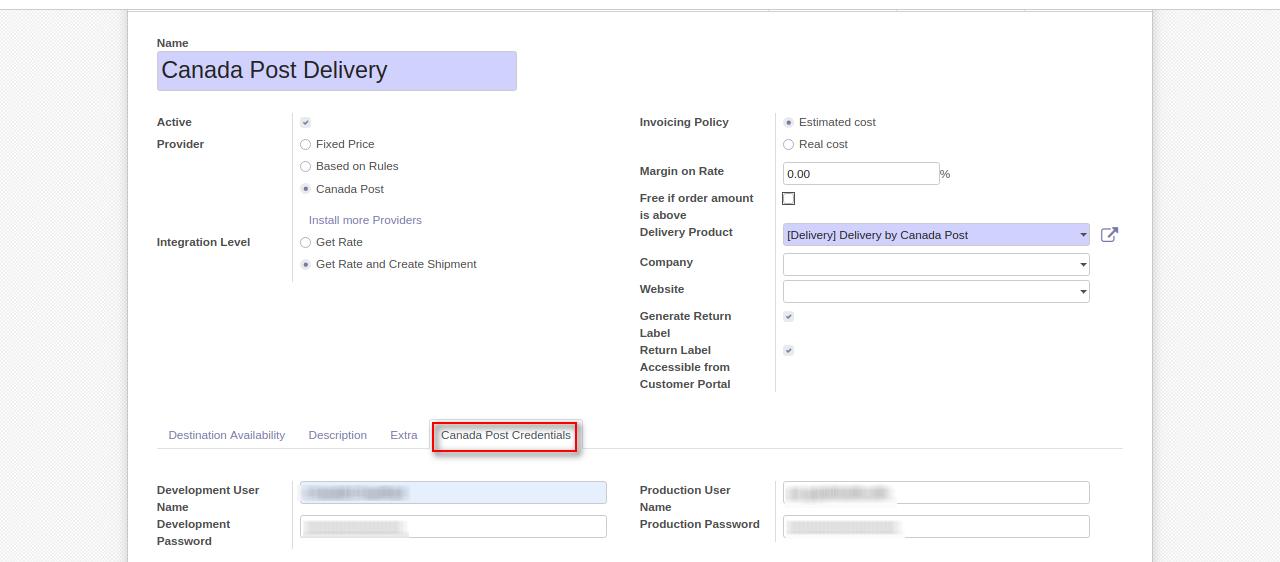 Name
Canada Post Delivery
Active
Provider
Fixed Price
Based on Rules
Canada Post
Install more Providers
Integration Level
Get Rate
Get Rate and Create Shipment
Invoicing Policy
Estimated cost
Real cost
Margin on Rate
0.00
%
Free if order amount
is above
Delivery Product
[Delivery] Delivery by Canada Post
Company
Website
Generate Return
Label
Return Label
Accessible from
Customer Portal
Destination Availability
Description
Extra
Canada Post Credentials
Development User
Name
Development
Password
Production User
Name
Production Password